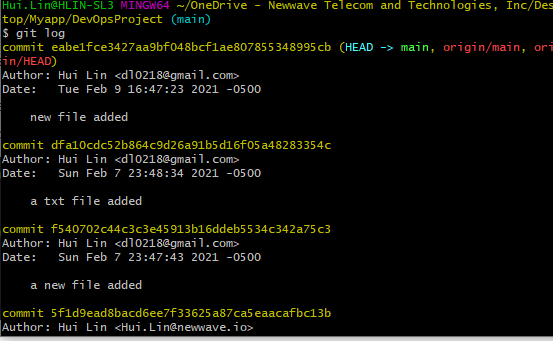 Hui.Lin@HLIN-SL3 MINGW64 ~/OneDrive - Newwave Telecom and Technologies, Inc/Des
top/Myapp/DevOpsProject (main)
$ git log
commit eabe1fce3427aa9bf048bcf1ae807855348995cb (HEAD -> main, origin/main, ori
in/HEAD)
Author: Hui Lin <dl0218@gmail.com>
Date:   Tue Feb 9 16:47:23 2021 -0500
new file added
commit dfa10cdc52b864c9d26a91b5d16f05a48283354c
Author: Hui Lin <dl0218@gmail.com>
Date:   Sun Feb 7 23:48:34 2021 -0500
a txt file added
commit f540702c44c3c3e45913b16ddeb5534c342a75c3
Author: Hui Lin <dl0218@gmail.com>
Date:   Sun Feb 7 23:47:43 2021 -0500
a new file added
commit 5f1d9ead8bacd6ee7f33625a87ca5eaacafbc13b
Author: Hui Lin <Hui.Lin@newwave.io>